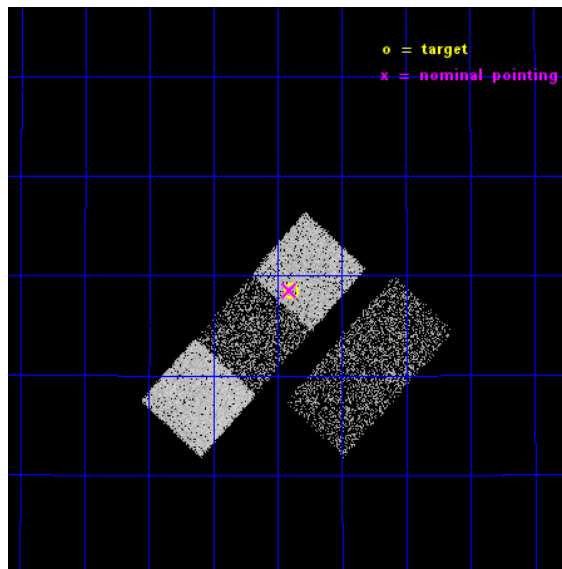 o = target
x = nominal pointing